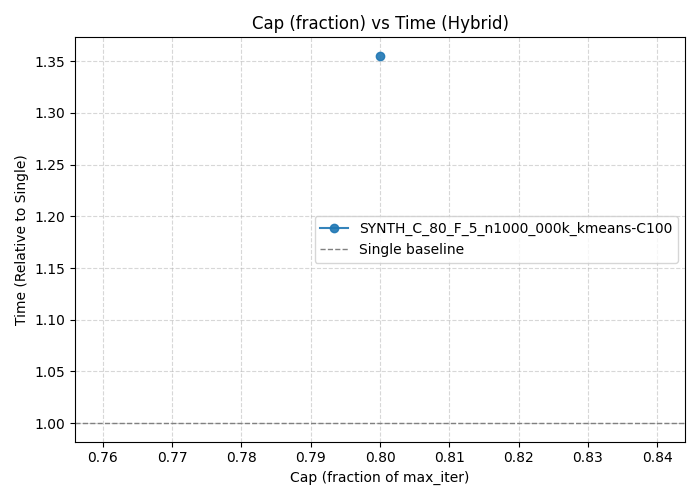 Cap (fraction) vs Time (Hybrid)
Time (Relative to Single)
1.35
1.30
1.25
1.20
1.15
1.10
1.05
1.00
SYNTH_C_80_F_5_n1000_000k_kmeans-C100
Single baseline
0.76 0.77 0.78 0.79 0.80 0.81 0.82 0.83 0.84
Cap (fraction of max_iter)